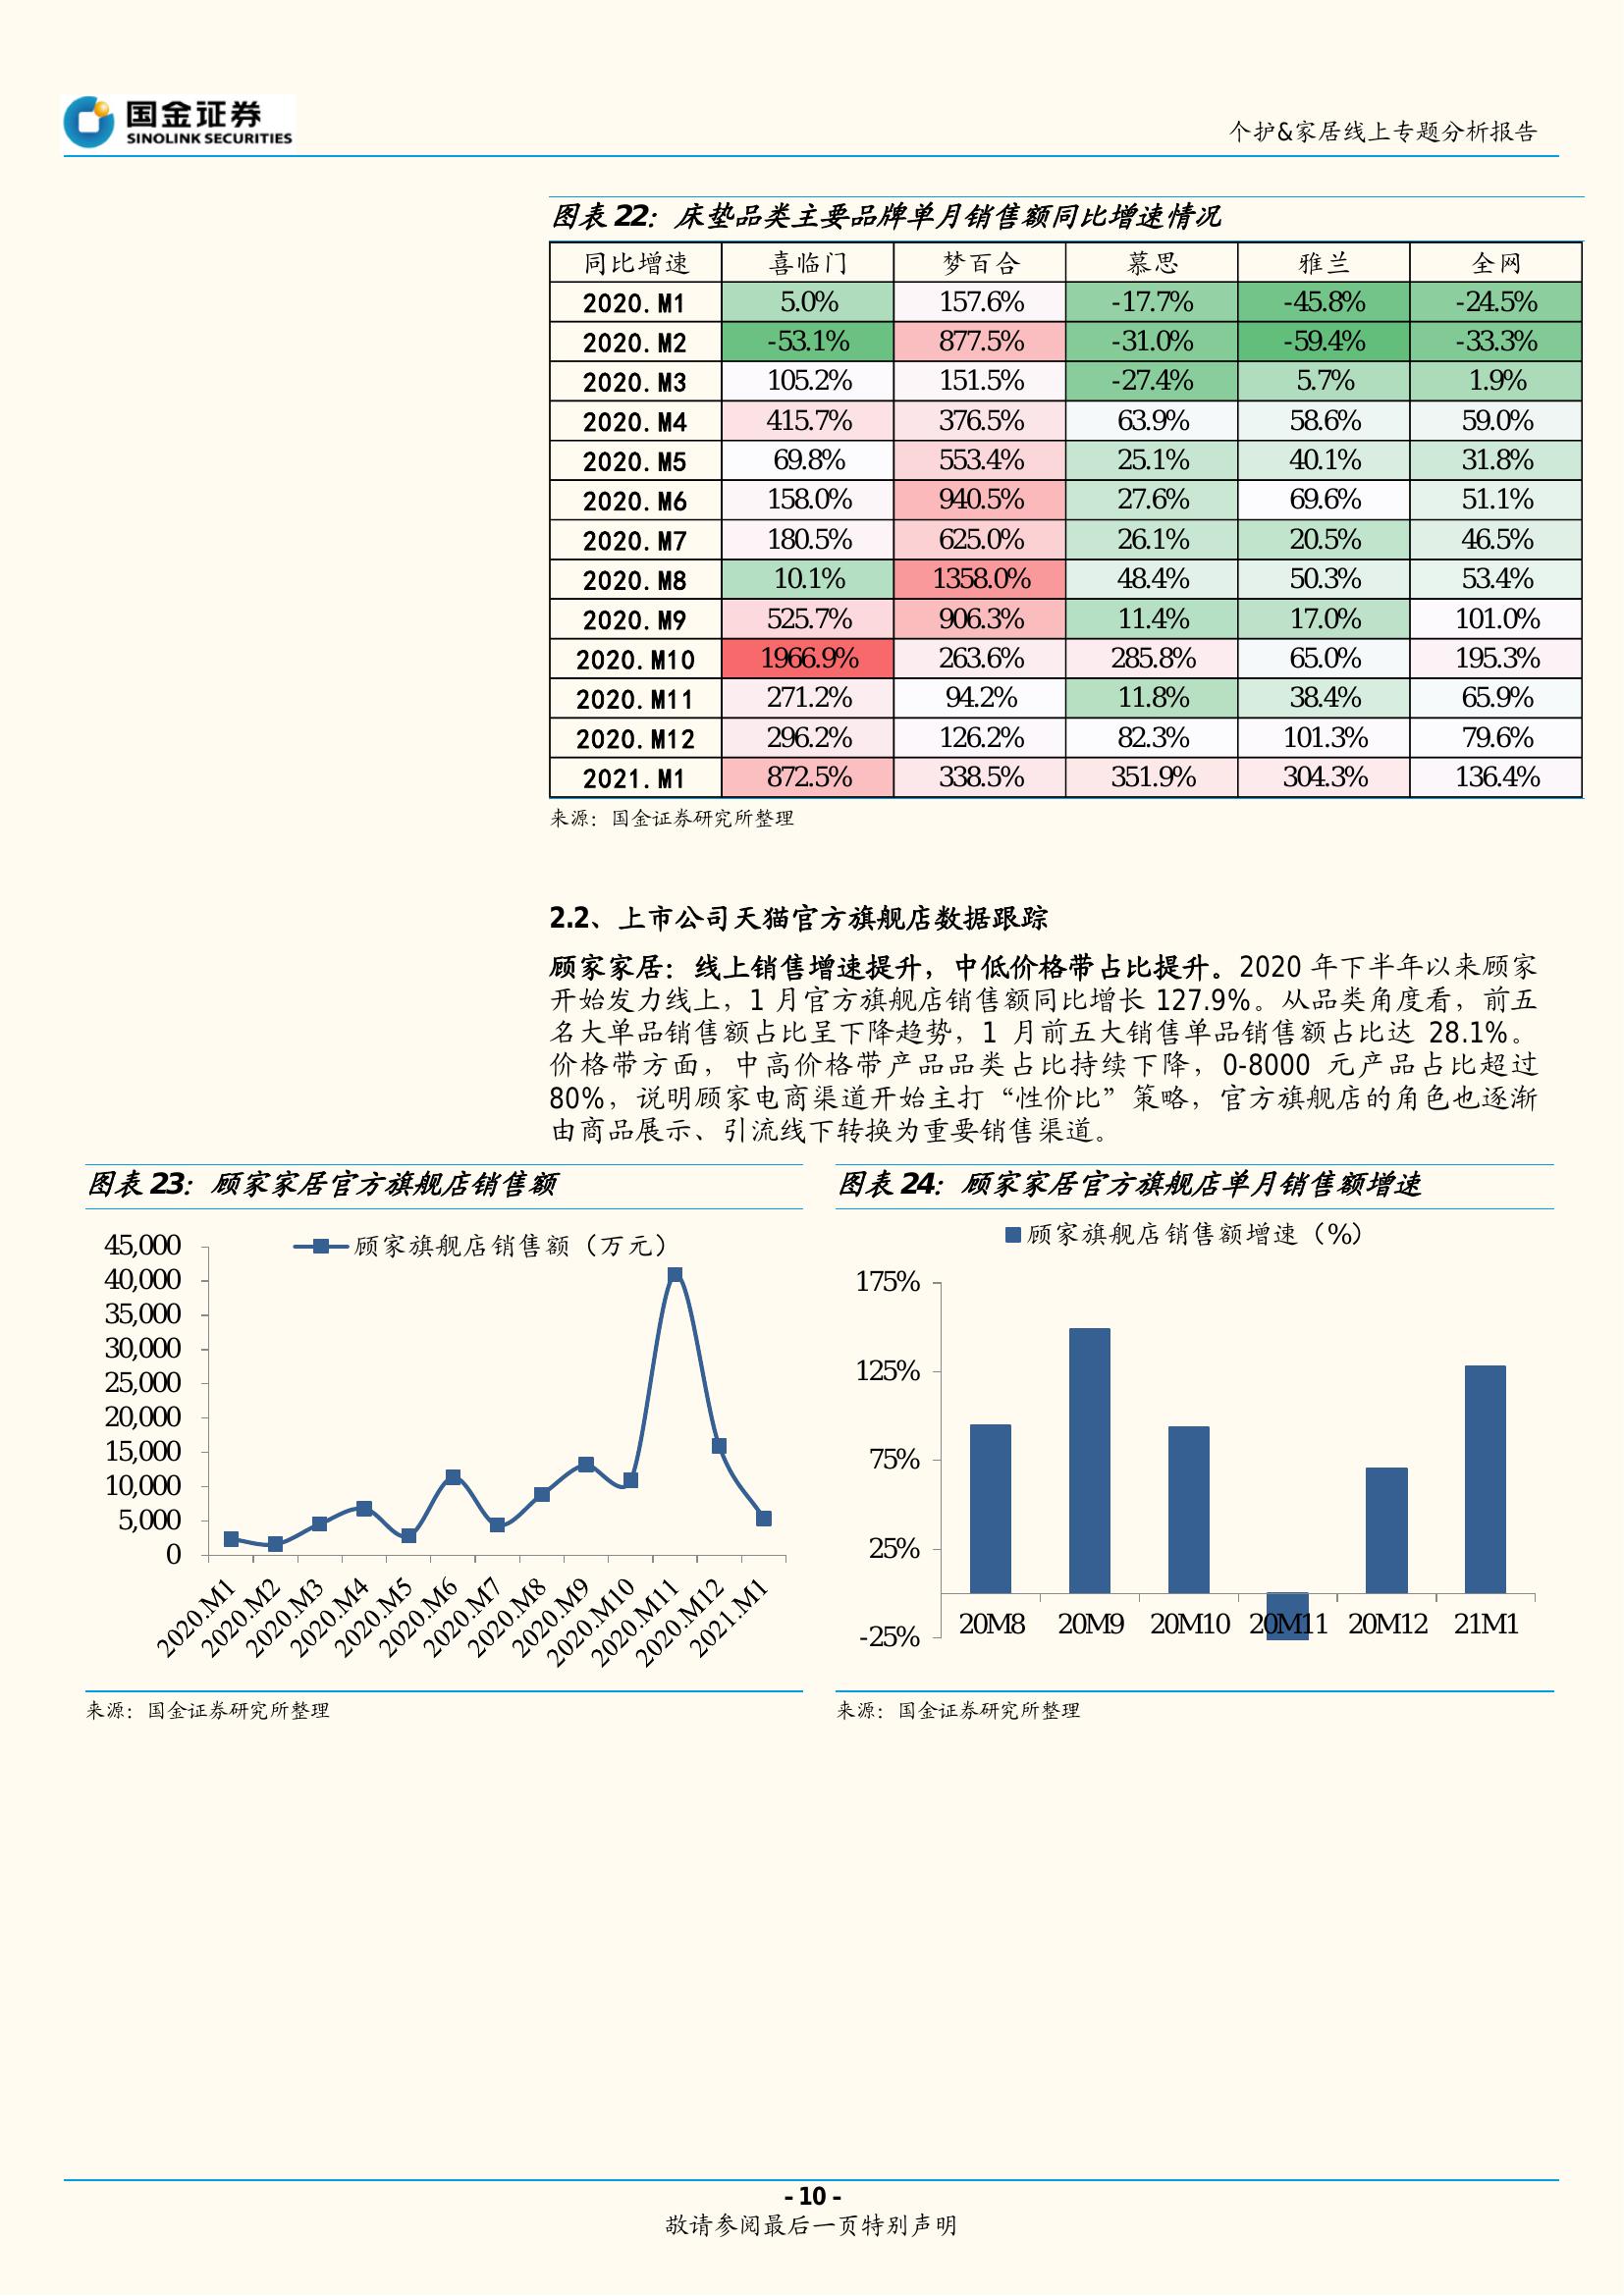 国金证券
SINOLINK SECURITIES
个护&家居线上专题分析报告
图表22：床垫品类主要品牌单月销售额同比增速情况
同比增速 喜临门 梦百合 慕思 雅兰 全网
2020.M1 5.0% 157.6% -17.7% -45.8% -24.5%
2020.M2 -53.1% 877.5% -31.0% -59.4% -33.3%
2020.M3 105.2% 151.5% -27.4% 5.7% 1.9%
2020.M4 415.7% 376.5% 63.9% 58.6% 59.0%
2020.M5 69.8% 553.4% 25.1% 40.1% 31.8%
2020.M6 158.0% 940.5% 27.6% 69.6% 51.1%
2020.M7 180.5% 625.0% 26.1% 20.5% 46.5%
2020.M8 10.1% 1358.0% 48.4% 50.3% 53.4%
2020.M9 525.7% 906.3% 11.4% 17.0% 101.0%
2020.M10 1966.9% 263.6% 285.8% 65.0% 195.3%
2020.M11 271.2% 94.2% 11.8% 38.4% 65.9%
2020.M12 296.2% 126.2% 82.3% 101.3% 79.6%
2021.M1 872.5% 338.5% 351.9% 304.3% 136.4%
来源：国金证券研究所整理
2.2、上市公司天猫官方旗舰店数据跟踪
顾家家居：线上销售增速提升，中低价格带占比提升。2020 年下半年以来顾家
开始发力线上，1 月官方旗舰店销售额同比增长 127.9%。从品类角度看，前五
名大单品销售额占比呈下降趋势，1 月前五大销售单品销售额占比达 28.1%。
价格带方面，中高价格带产品品类占比持续下降，0-8000 元产品占比超过
80%，说明顾家电商渠道开始主打“性价比”策略，官方旗舰店的角色也逐渐
由商品展示、引流线下转换为重要销售渠道。
图表23：顾家家居官方旗舰店销售额
顾家旗舰店销售额（万元）
45,000
40,000
35,000
30,000
25,000
20,000
15,000
10,000
5,000
0
2020.M1 2020.M2 2020.M3 2020.M4 2020.M5 2020.M6 2020.M7 2020.M8 2020.M9 2020.M10 2020.M11 2020.M12 2021.M1
来源：国金证券研究所整理
图表24：顾家家居官方旗舰店单月销售额增速
顾家旗舰店销售额增速（%）
175%
125%
75%
25%
-25%
20M8 20M9 20M10 20M11 20M12 21M1
来源：国金证券研究所整理
- 10 -
敬请参阅最后一页特别声明